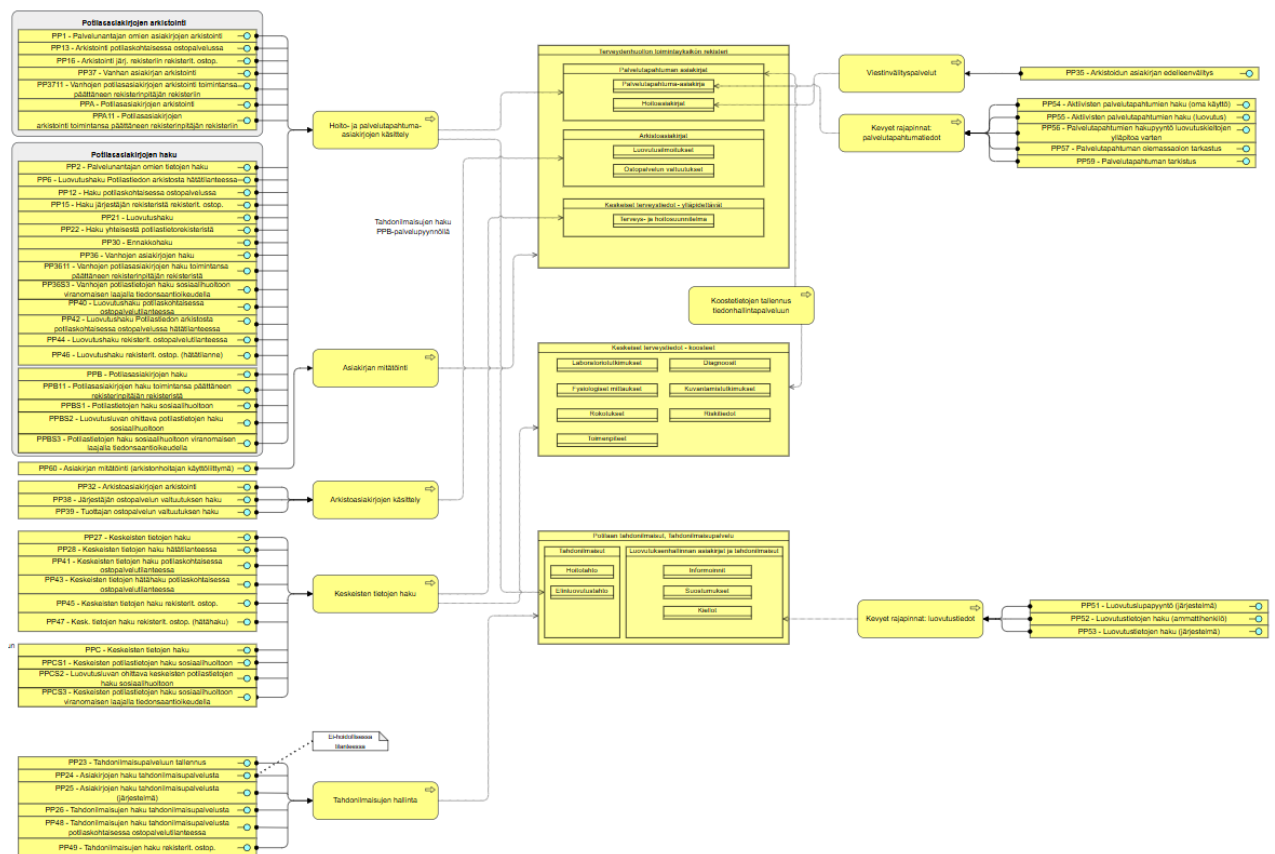 Potilasasiakirjojen arkistointi
PP1 - Palvelunantajan omien asiakirjojen arkistointi
PP13 - Arkistointi potilaskohtaisessa ostopalvelussa
PP16 - Arkistointi järj. rekisteriin rekisterit. ostop.
PP37 - Vanhan asiakirjan arkistointi
PP3711 - Vanhojen potilasasiakirjojen arkistointi toimintansa
päättäneen rekisterinpitäjän rekisteriin
PPA - Potilasasiakirjojen arkistointi
PPA11 - Potilasasiakirjojen
arkistointi toimintansa päättäneen rekisterinpitäjän rekisteriin
Potilasasiakirjojen haku
PP2 - Palvelunantajan omien tietojen haku
PP6 - Luovutushaku Potilastiedon arkistosta hätätilanteessa
PP12 - Haku potilaskohtaisessa ostopalvelussa
PP15 - Haku järjestäjän rekisteristä rekisterit. ostop.
PP21 - Luovutushaku
PP22 - Haku yhteisestä potilastietorekisteristä
PP30 - Ennakkohaku
PP36 - Vanhojen asiakirjojen haku
PP3611 - Vanhojen potilasasiakirjojen haku toimintansa
päättäneen rekisterinpitäjän rekisteristä
PP36S3 - Vanhojen potilastietojen haku sosiaalihuoltoon
viranomaisen laajalla tiedonsaantioikeudella
PP40 - Luovutushaku potilaskohtaisessa
ostopalvelutilanteessa
PP42 - Luovutushaku Potilastiedon arkistosta
potilaskohtaisessa ostopalvelussa hätätilanteessa
PP44 - Luovutushaku rekisterit. ostopalvelutilanteessa
PP46 - Luovutushaku rekisterit. ostop. (hätätilanne)
PPB - Potilasasiakirjojen haku
PPB11 - Potilasasiakirjojen haku toimintansa päättäneen
rekisterinpitäjän rekisteristä
PPBS1 - Potilastietojen haku sosiaalihuoltoon
PPBS2 - Luovutusluvan ohittava potilastietojen haku
sosiaalihuoltoon
PPBS3 - Potilastietojen haku sosiaalihuoltoon viranomaisen
laajalla tiedonsaantioikeudella
PP60 - Asiakirjan mitätöinti (arkistonhoitajan käyttöliittymä)
PP32 - Arkistoasiakirjojen arkistointi
PP38 - Järjestäjän ostopalvelun valtuutuksen haku
PP39 - Tuottajan ostopalvelun valtuutuksen haku
PP27 - Keskeisten tietojen haku
PP28 - Keskeisten tietojen haku hätätilanteessa
PP41 - Keskeisten tietojen haku potilaskohtaisessa
ostopalvelutilanteessa
PP43 - Keskeisten tietojen hätähaku potilaskohtaisessa
ostopalvelutilanteessa
PP45 - Keskeisten tietojen haku rekisterit. ostop.
PP47 - Kesk. tietojen haku rekisterit. ostop. (hätähaku)
PPC - Keskeisten tietojen haku
PPCS1 - Keskeisten potilastietojen haku sosiaalihuoltoon
PPCS2 - Luovutusluvan ohittava keskeisten potilastietojen
haku sosiaalihuoltoon
PPCS3 - Keskeisten potilastietojen haku sosiaalihuoltoon
viranomaisen laajalla tiedonsaantioikeudella
PP23 - Tahdonilmaisupalveluun tallennus
PP24 - Asiakirjojen haku tahdonilmaisupalvelusta
PP25 - Asiakirjojen haku tahdonilmaisupalvelusta
(järjestelmä)
PP26 - Tahdonilmaisujen haku tahdonilmaisupalvelusta
PP48 - Tahdonilmaisujen haku tahdonilmaisupalvelusta
potilaskohtaisessa ostopalvelutilanteessa
PP49 - Tahdonilmaisujen haku rekisterit. ostop.
Hoito- ja palvelutapahtuma-
asiakirjojen käsittely
Tahdonilmaisujen haku
PPB-palvelupyynnöllä
Asiakirjan mitätöinti
Arkistoasiakirjojen käsittely
Keskeisten tietojen haku
Ei-hoidollisessa
tilanteessa
Tahdonilmaisujen hallinta
Terveydenhuollon toimintayksikön rekisteri
Palvelutapahtuman asiakirjat
Palvelutapahtuma-asiakirja
Hoitoasiakirjat
Arkistoasiakirjat
Luovutusilmoitukset
Ostopalvelun valtuutukset
Keskeiset terveystiedot - ylläpidettävät
Terveys- ja hoitosuunnitelma
Koostetietojen tallennus
tiedonhallintapalveluun
Keskeiset terveystiedot - koosteet
Laboratoriotutkimukset
Diagnoosit
Fysiologiset mittaukset
Kuvantamistutkimukset
Rokotukset
Riskitiedot
Toimenpiteet
Potilaan tahdonilmaisut, Tahdonilmaisupalvelu
Tahdonilmaisut
Hoitotahto
Elinluovutustahto
Luovutuksenhallinnan asiakirjat ja tahdonilmaisut
Informoinnit
Suostumukset
Kiellot
Viestinvälityspalvelut
Kevyet rajapinnat:
palvelutapahtumatiedot
Kevyet rajapinnat: luovutustiedot
PP35 - Arkistoidun asiakirjan edelleenvälitys
PP54 - Aktiivisten palvelutapahtumien haku (oma käyttö)
PP55 - Aktiivisten palvelutapahtumien haku (luovutus)
PP56 - Palvelutapahtumien hakupyyntö luovutuskieltojen
ylläpitoa varten
PP57 - Palvelutapahtuman olemassaolon tarkastus
PP59 - Palvelutapahtuman tarkistus
PP51 - Luovutuslupapyyntö (järjestelmä)
PP52 - Luovutustietojen haku (ammattihenkilö)
PP53 - Luovutustietojen haku (järjestelmä)